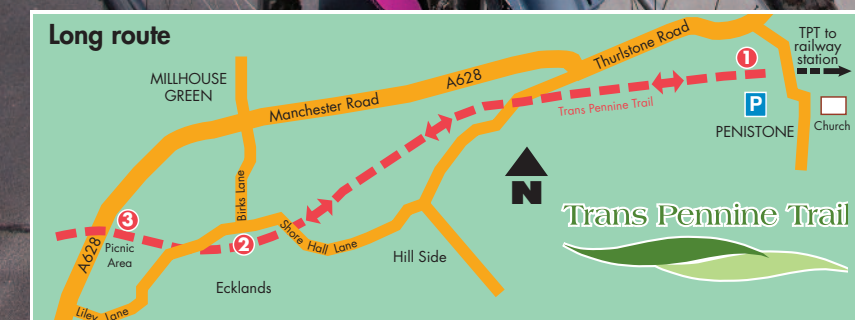 Long route
TPT to
railway
station
Thurlstone Road
1
MILLHOUSE
GREEN
A628
Manchester Road
Trans Pennine Trail
P
PENISTONE
Church
N
Birks Lane
Trans Pennine Trail
3
A628
Picnic
Area
2
Shore Hall Lane
Hill Side
Ecklands
Liley Lane